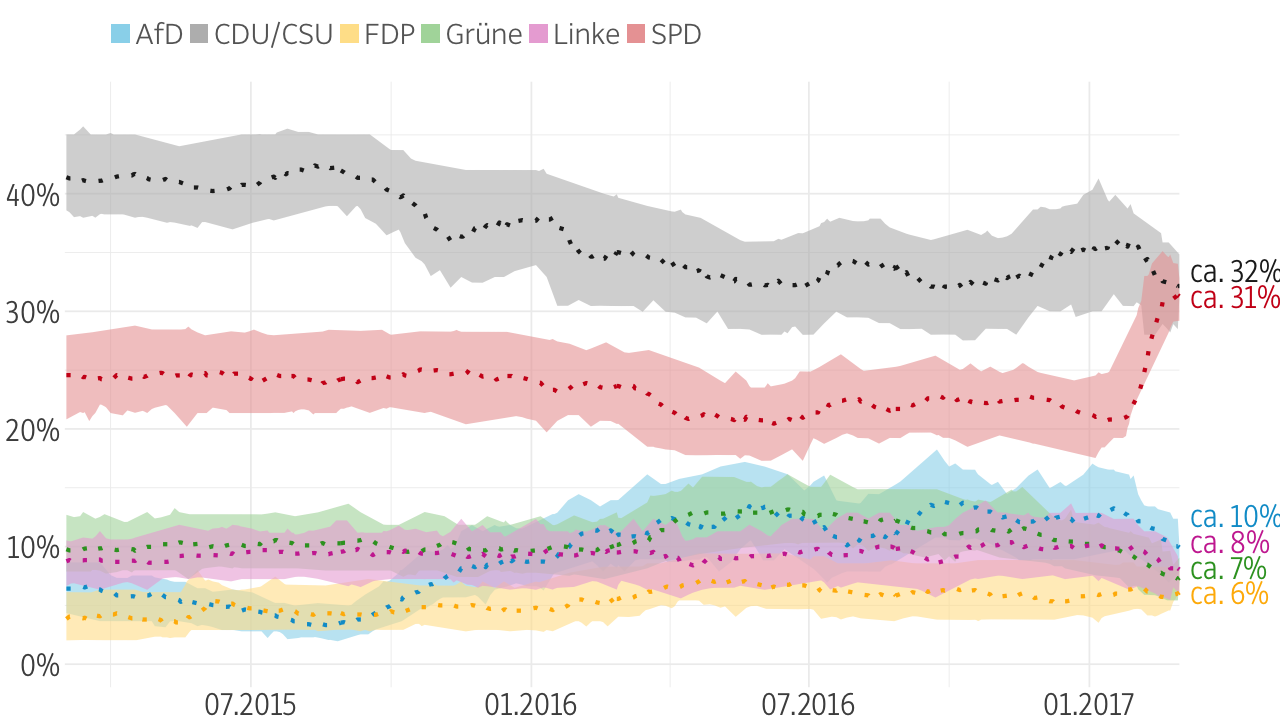 AfD CDU/CSU FDP Grüne Linke SPD
40%
30%
20%
10%
0%
ca. 32%
ca. 31%
ca. 10%
ca. 8%
ca. 7%
ca. 6%
07.2015 01.2016 07.2016 01.2017